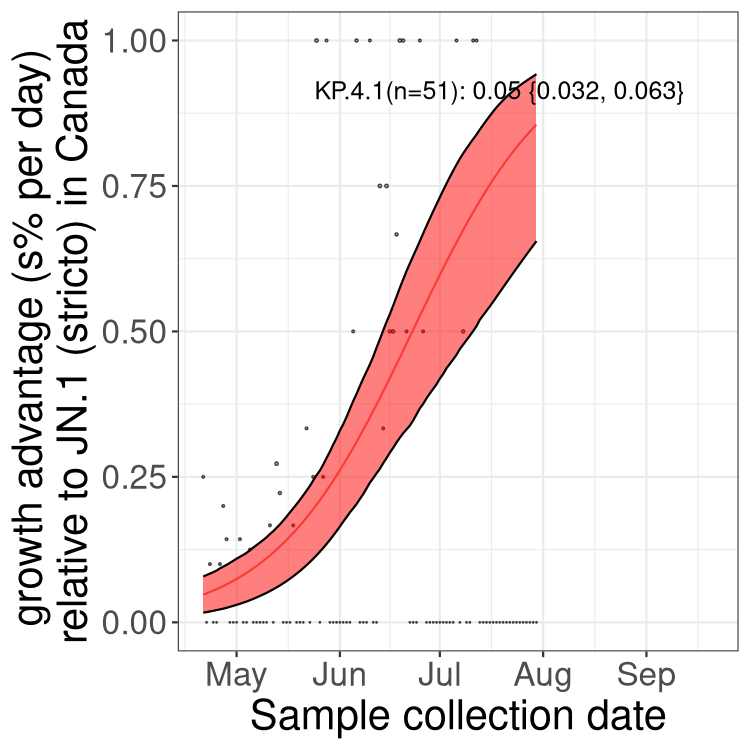 growth advantage (s% per day)
relative to JN.1 (stricto) in Canada
1.00
0.75
0.50
0.25
0.00
KP.4.1(n=51): 0.05 {0.032, 0.063}
May Jun Jul Aug Sep
Sample collection date